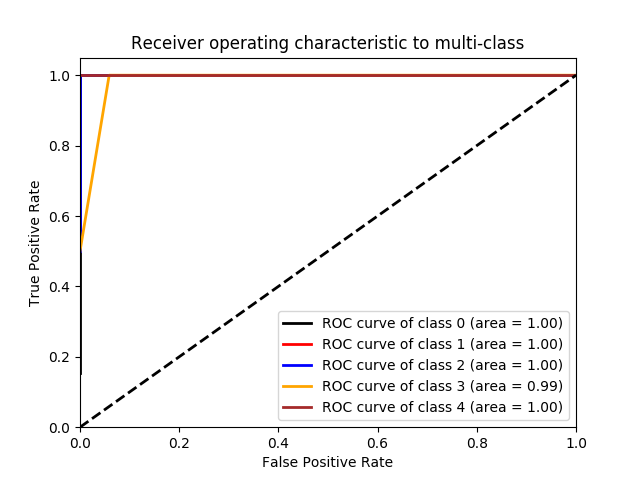 Receiver operating characteristic to multi-class
True Positive Rate
1.0
0.8
0.6
0.4
0.2
0.0
ROC curve of class 0 (area = 1.00)
ROC curve of class 1 (area = 1.00)
ROC curve of class 2 (area = 1.00)
ROC curve of class 3 (area = 0.99)
ROC curve of class 4 (area = 1.00)
0.0 0.2 0.4 0.6 0.8 1.0
False Positive Rate